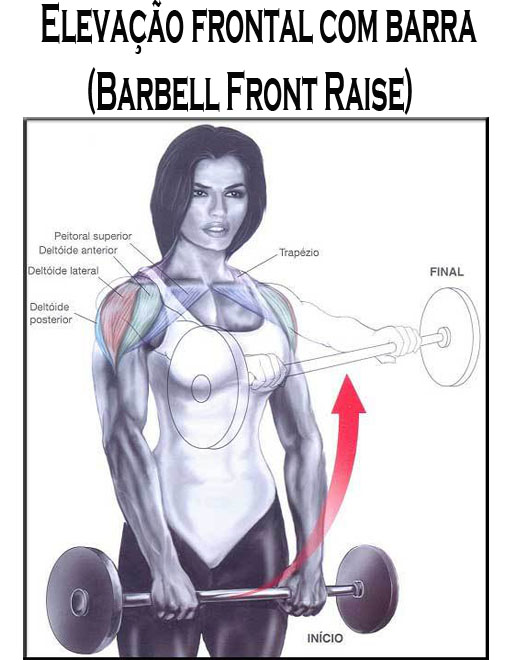 Elevação frontal com barra
(Barbell Front Raise)
Peitoral superior
Deltóide anterior
Deltóide lateral
Deltóide
posterior
Trapézio
FINAL
INÍCIO